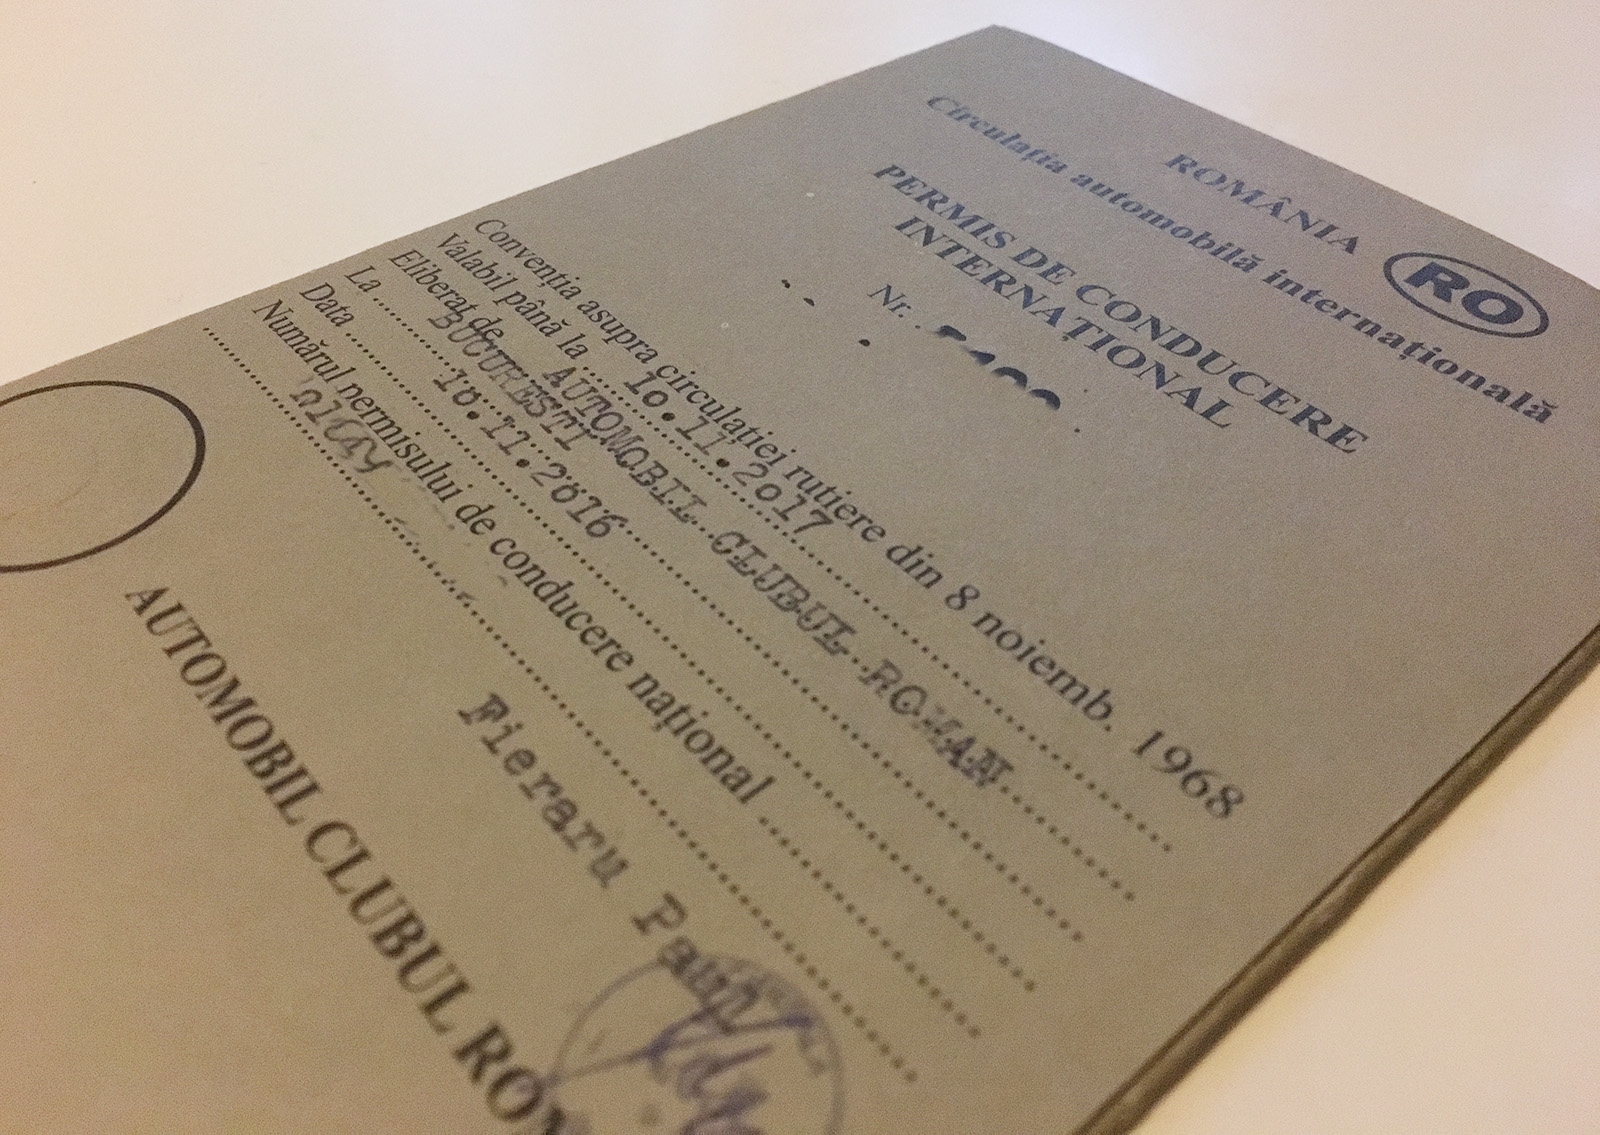 ROMÂNIA
RO
Circulația automobilă internațională
PERMIS DE CONDUCERE
INTERNAȚIONAL
Nr.
Convenția asupra circulației rutiere din 8 noiemb. 1968
Valabil până la 10.11.2017
Eliberat de AUTOMOBIL CLUBUL ROMAN
La BUCURESTI
Data 10.11.2016
Numărul permisului de conducere național
Fieraru Paul
AUTOMOBIL CLUBUL